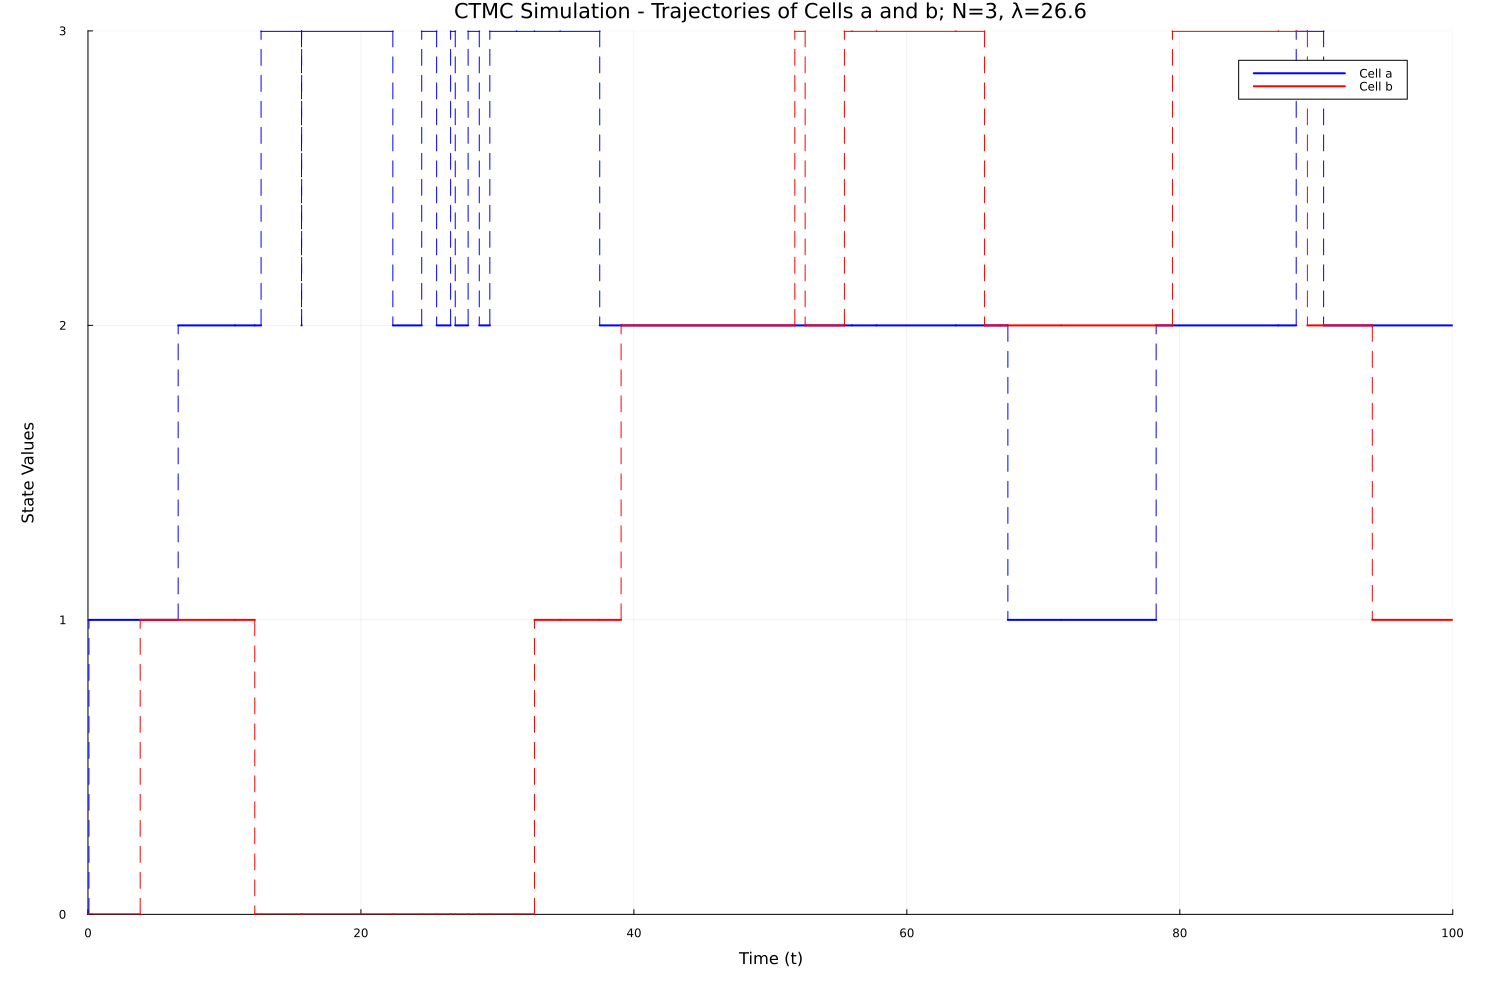 CTMC Simulation - Trajectories of Cells a and b; N=3, λ=26.6
3
Cell a
Cell b
2
State Values
1
0
0 20 40 60 80 100
Time (t)